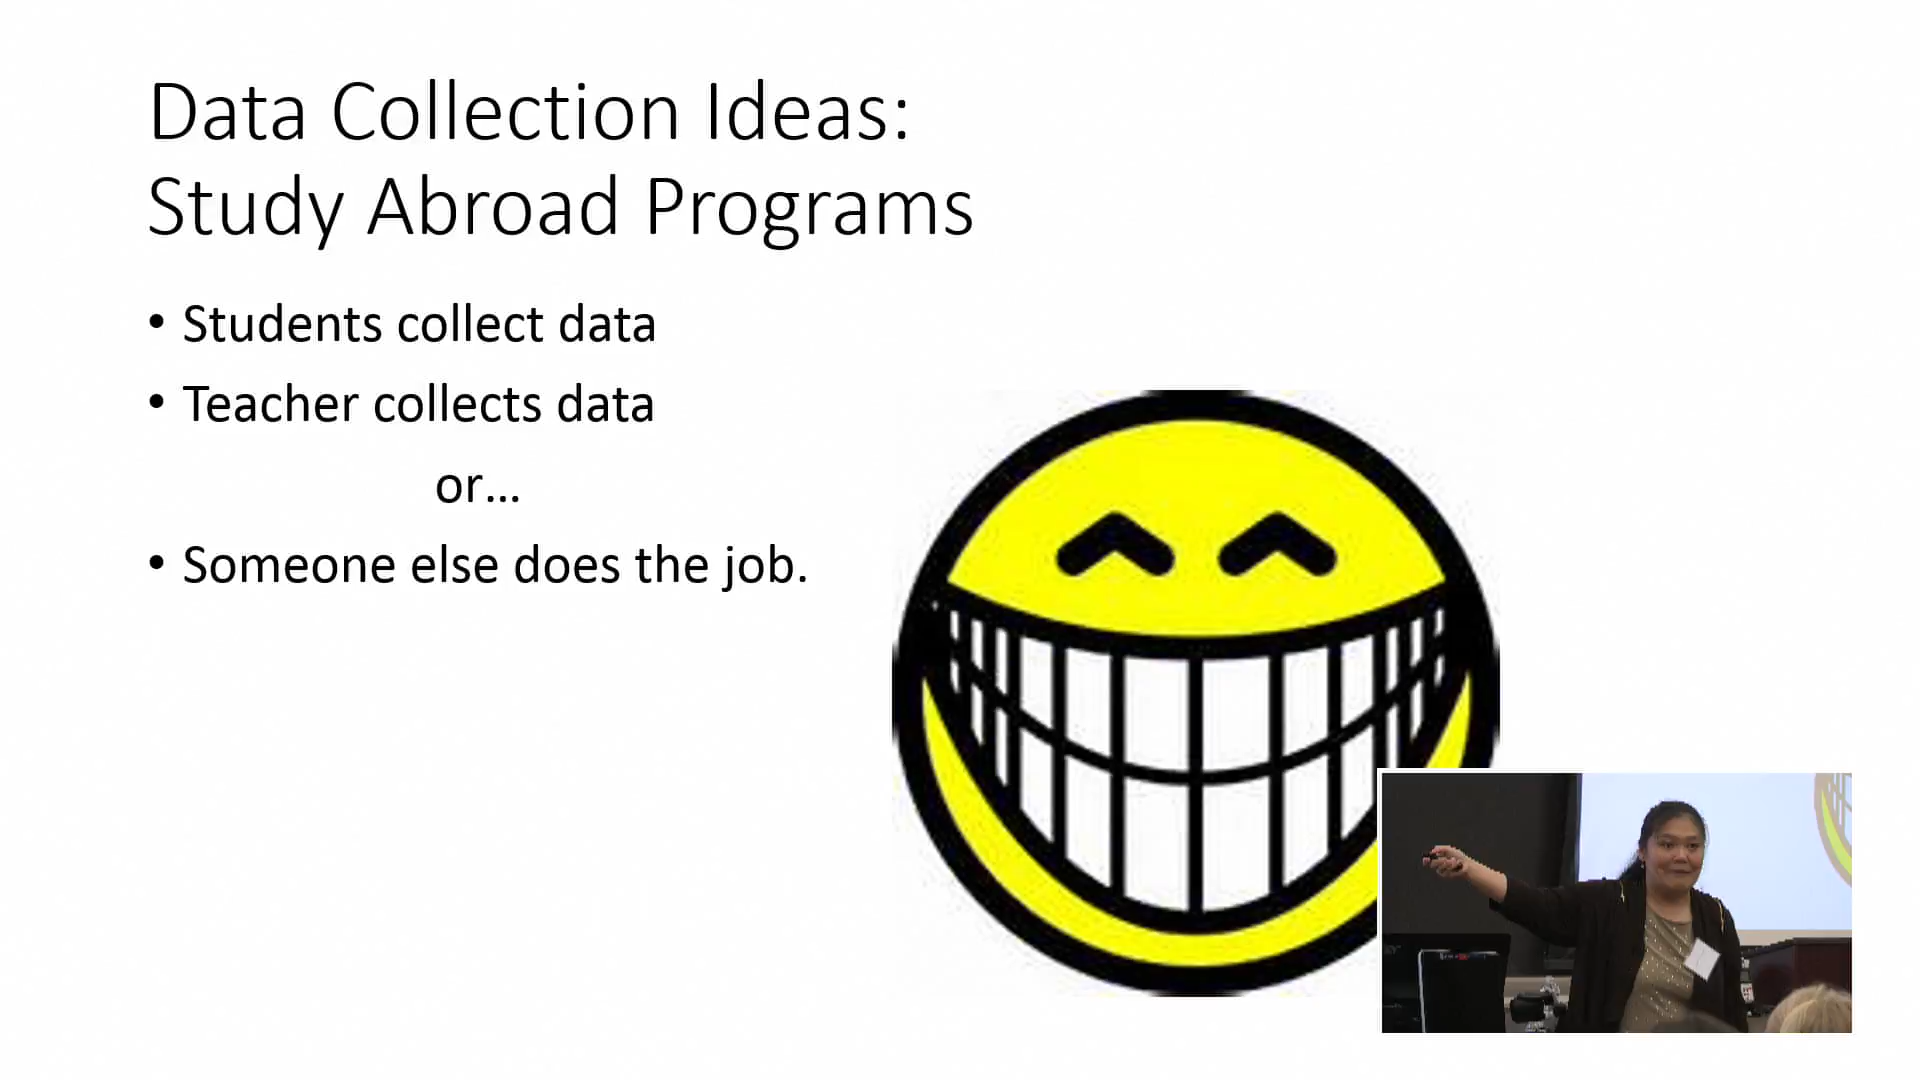 Data Collection Ideas:
Study Abroad Programs
• Students collect data
• Teacher collects data
or...
• Someone else does the job.